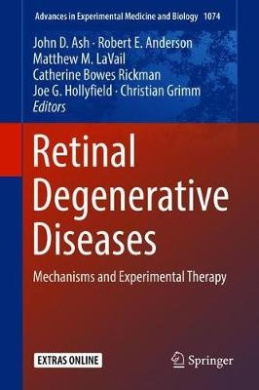 Advances in Experimental Medicine and Biology 1074
John D. Ash · Robert E. Anderson
Matthew M. LaVail
Catherine Bowes Rickman
Joe G. Hollyfield · Christian Grimm
Editors
Retinal
Degenerative
Diseases
Mechanisms and Experimental Therapy
EXTRAS ONLINE
Springer